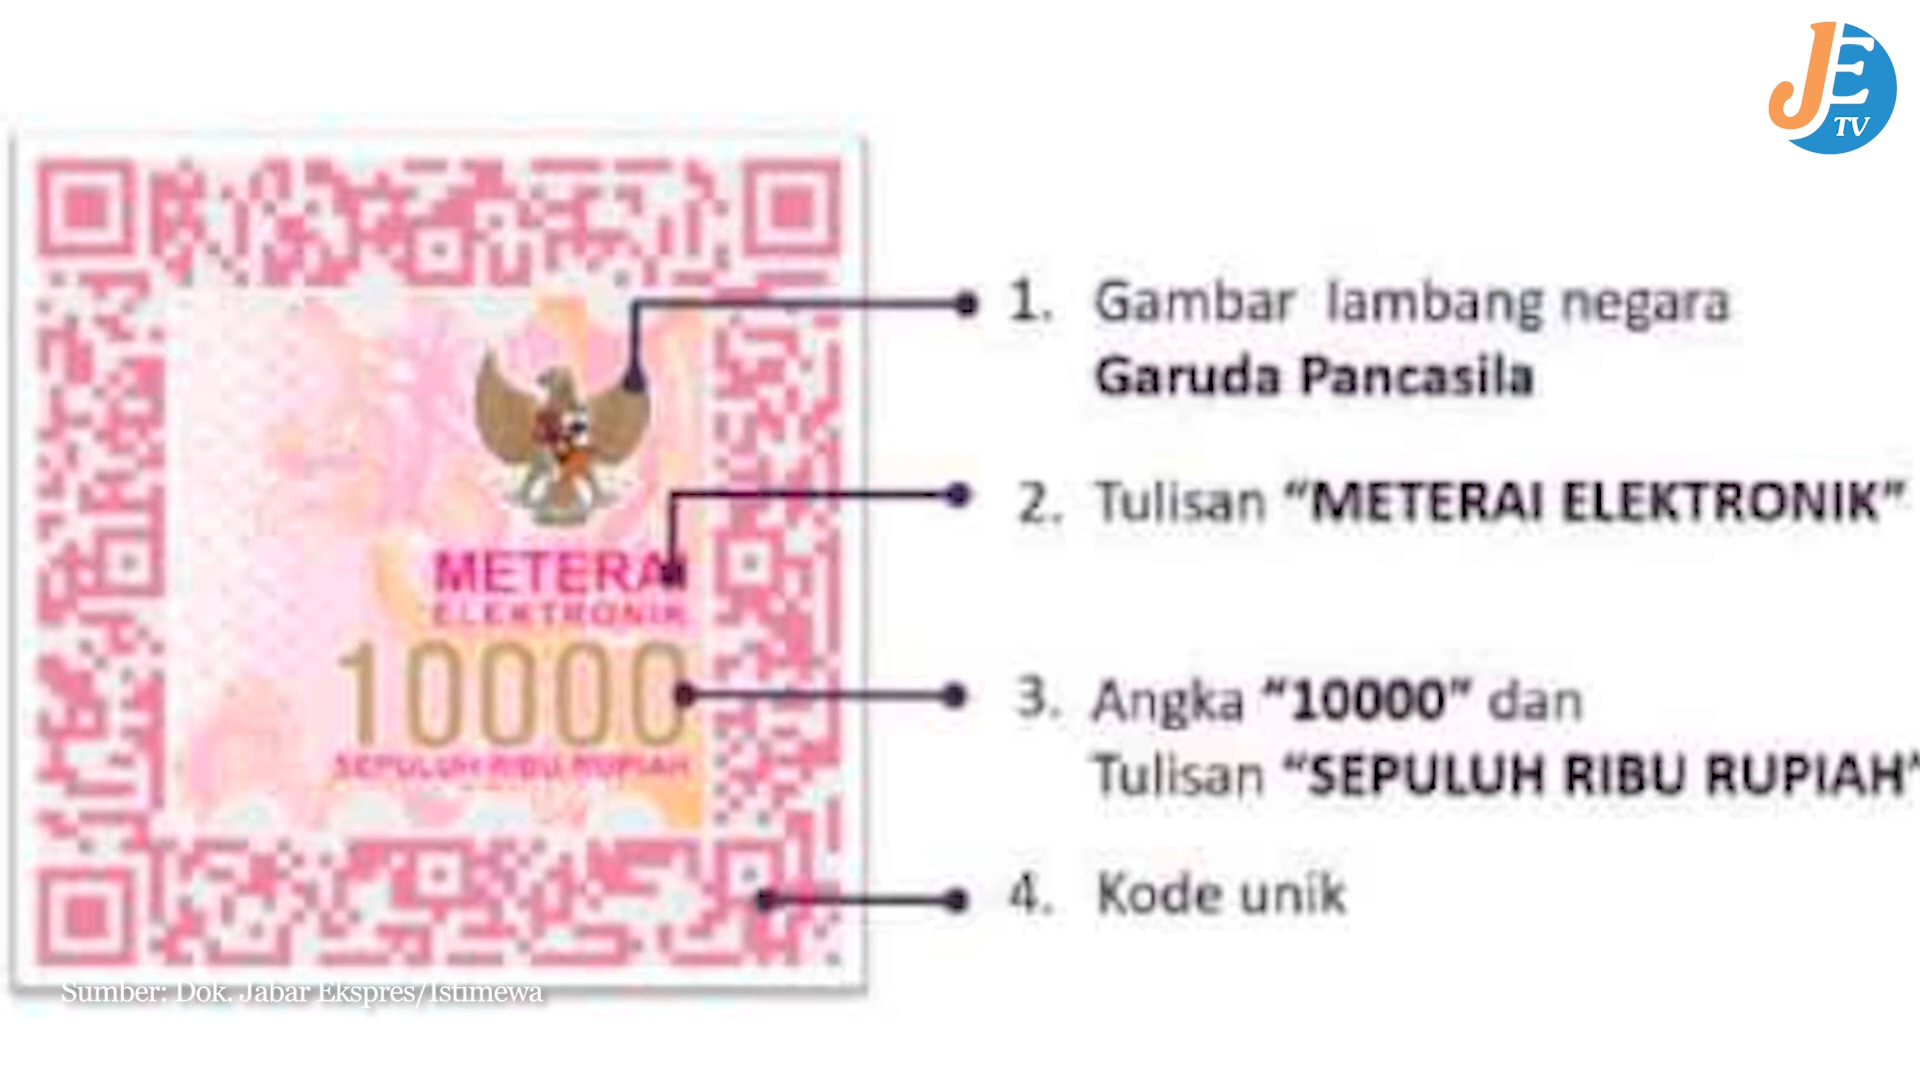 JE
TV
METERAI
ELEKTRONIK
10000
SEPULUH RIBU RUPIAH
1. Gambar lambang negara
Garuda Pancasila
2. Tulisan “METERAI ELEKTRONIK”
3. Angka “10000” dan
Tulisan “SEPULUH RIBU RUPIAH”
4. Kode unik
Sumber: Dok. Jabar Ekspres/Istimewa